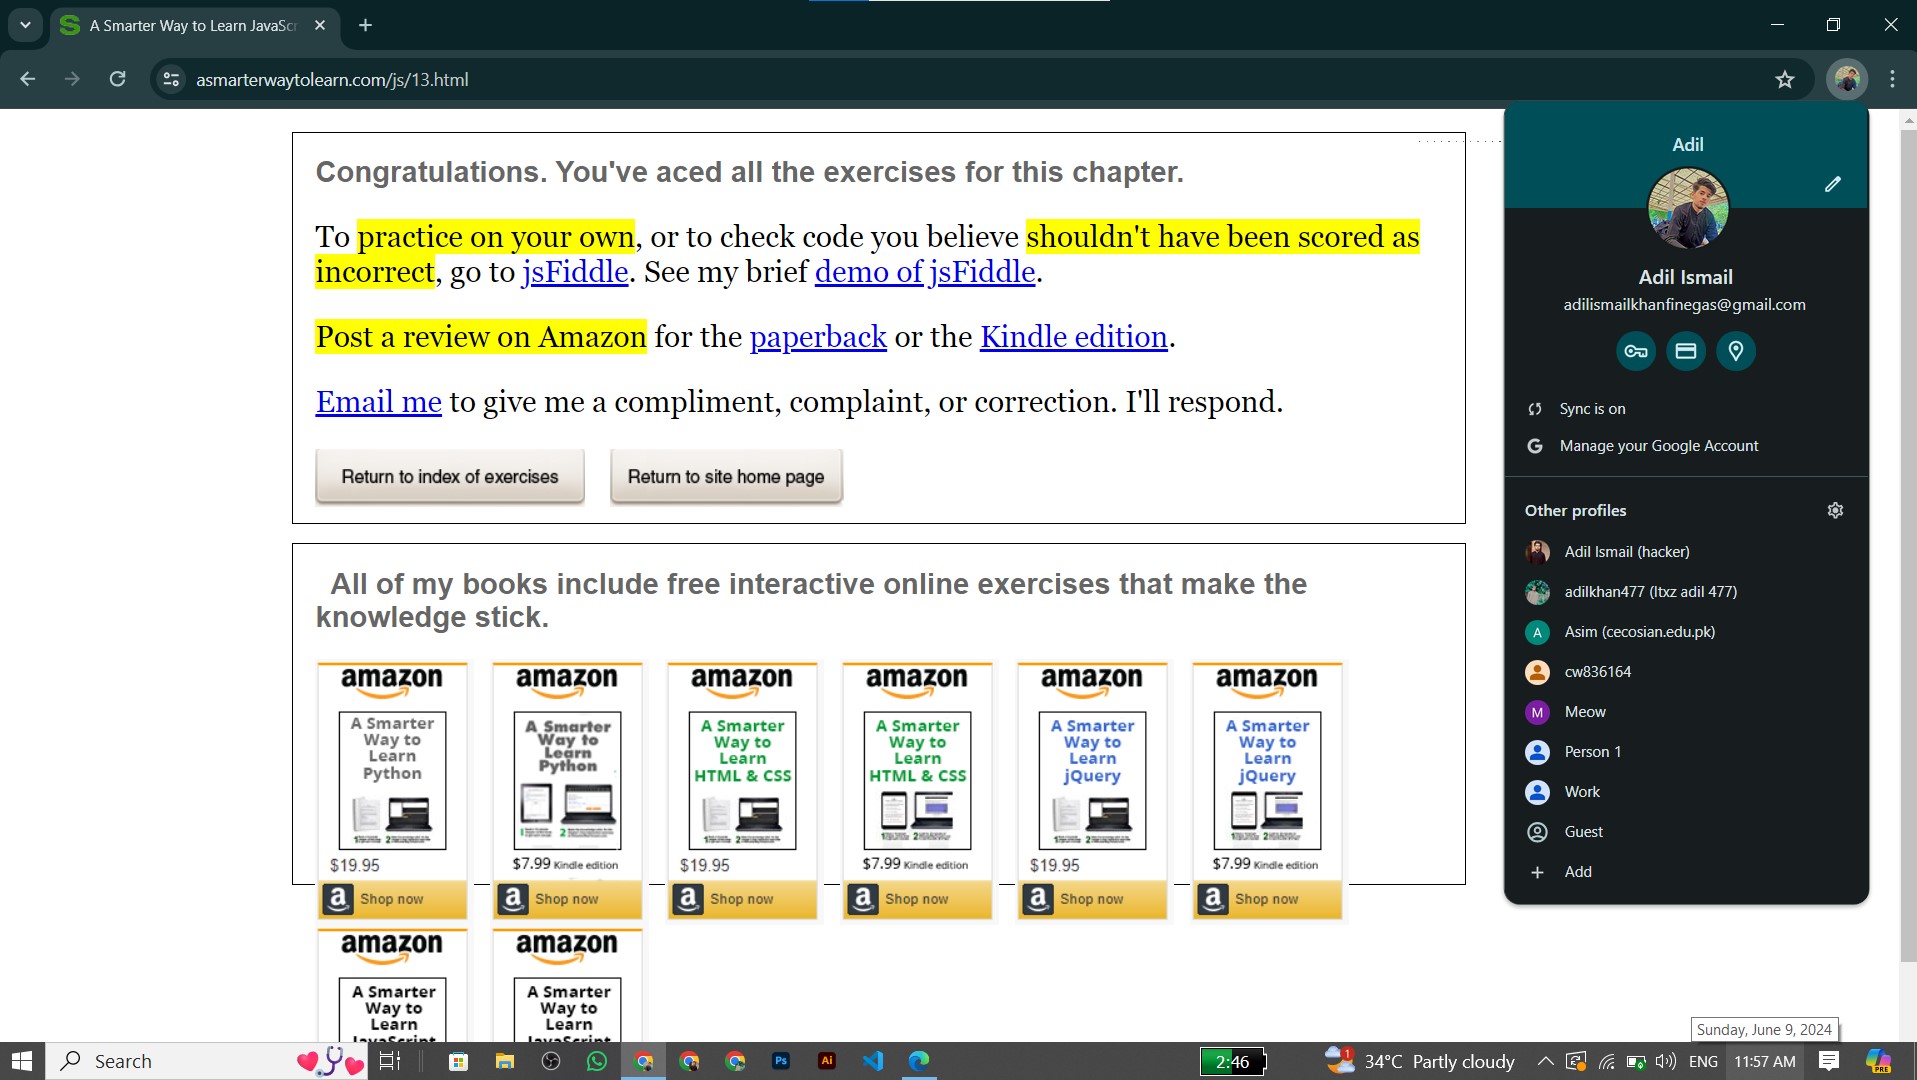 A Smarter Way to Learn JavaScr
asmarterwaytolearn.com/js/13.html
Congratulations. You've aced all the exercises for this chapter.
To practice on your own, or to check code you believe shouldn't have been scored as
incorrect, go to jsFiddle. See my brief demo of jsFiddle.
Post a review on Amazon for the paperback or the Kindle edition.
Email me to give me a compliment, complaint, or correction. I'll respond.
Return to index of exercises
Return to site home page
All of my books include free interactive online exercises that make the
knowledge stick.
amazon
A Smarter
Way to
Learn
Python
$19.95
Shop now
amazon
A Smarter
Way to
Learn
Python
$7.99 Kindle edition
Shop now
amazon
A Smarter
Way to
Learn
HTML & CSS
$19.95
Shop now
amazon
A Smarter
Way to
Learn
HTML & CSS
$7.99 Kindle edition
Shop now
amazon
A Smarter
Way to
Learn
jQuery
$19.95
Shop now
amazon
A Smarter
Way to
Learn
jQuery
$7.99 Kindle edition
Shop now
amazon
A Smarter
Way to
Learn
JavaScript
amazon
A Smarter
Way to
Learn
JavaScript
Adil
Adil Ismail
adilismailkhanfinegas@gmail.com
Sync is on
Manage your Google Account
Other profiles
Adil Ismail (hacker)
adilkhan477 (ltxz adil 477)
A
Asim (cecosian.edu.pk)
cw836164
M
Meow
Person 1
Work
Guest
Add
Sunday, June 9, 2024
Search
Ps
Ai
2:46
1
34°C Partly cloudy
ENG
11:57 AM
PRE